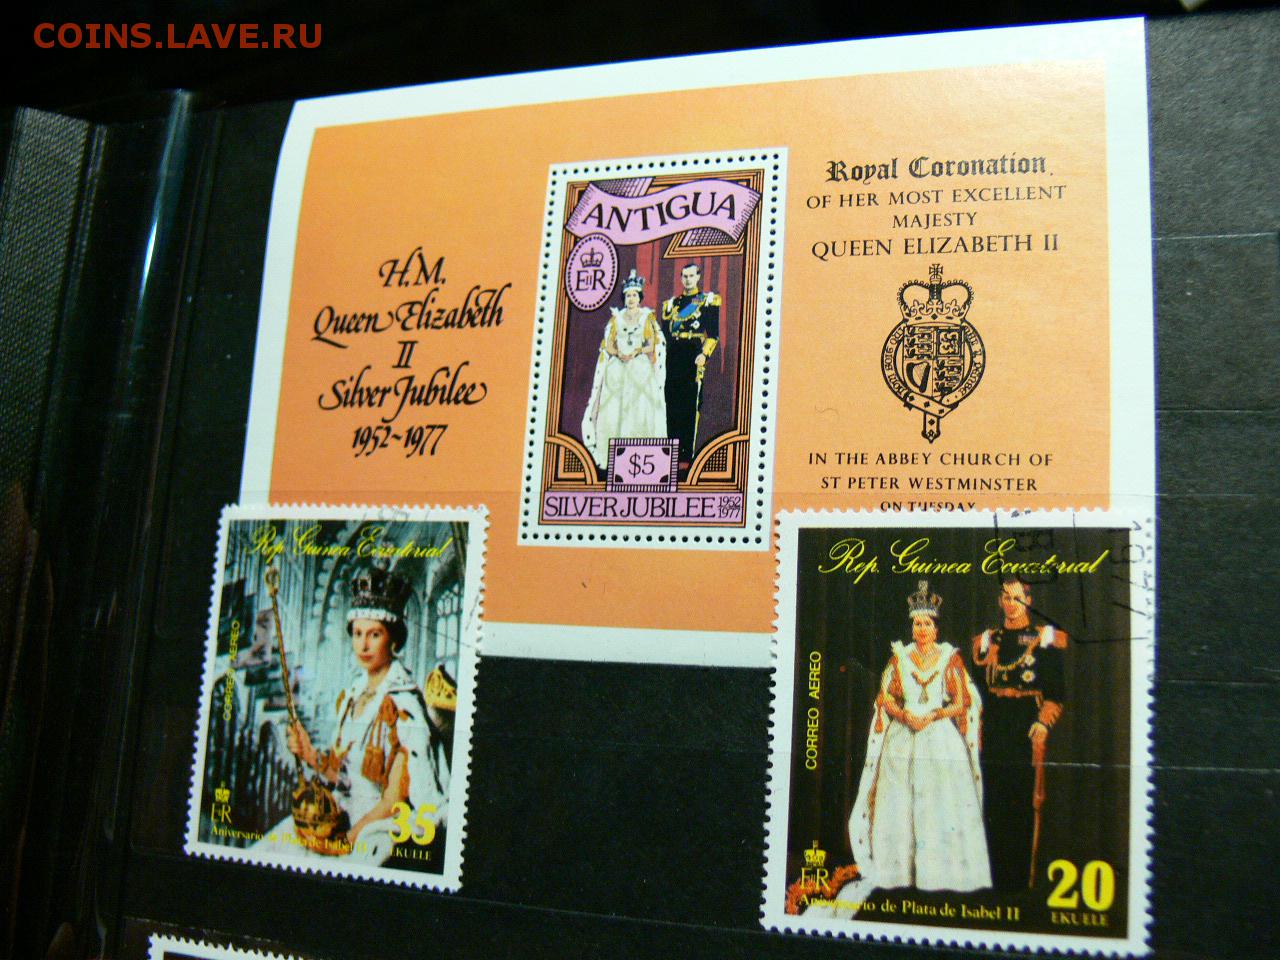 COINS.LAVE.RU
H.M.
Queen Elizabeth
II
Silver Jubilee
1952~1977
ANTIGUA
EIIR
$5
SILVER JUBILEE 1952 1977
Royal Coronation
OF HER MOST EXCELLENT
MAJESTY
QUEEN ELIZABETH II
IN THE ABBEY CHURCH OF
ST PETER WESTMINSTER
ON TUESDAY
Rep. Guinea Ecuatorial
CORREO AEREO
EIIR
35
EKUELE
Aniversario de Plata de Isabel II
Rep. Guinea Ecuatorial
CORREO AEREO
EIIR
20
EKUELE
Aniversario de Plata de Isabel II